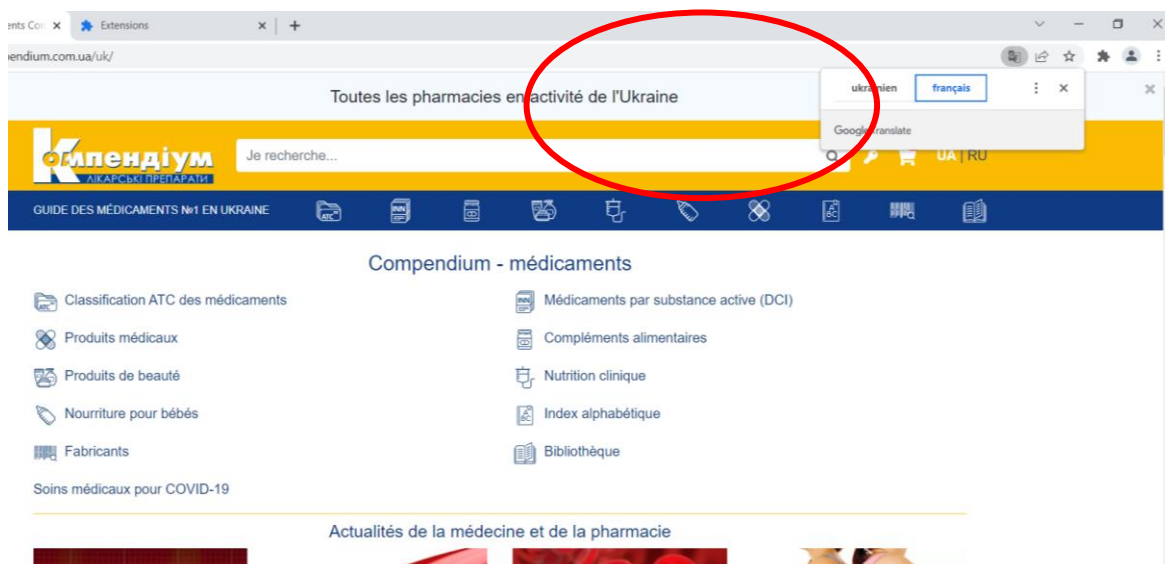 ents Con
Extensions
pendium.com.ua/uk/
Toutes les pharmacies en activité de l'Ukraine
ukrainien français
Google Translate
Компендіум
ЛІКАРСЬКІ ПРЕПАРАТИ
Je recherche...
UA | RU
GUIDE DES MÉDICAMENTS №1 EN UKRAINE
ATC
INN
Compendium - médicaments
Classification ATC des médicaments
Médicaments par substance active (DCI)
Produits médicaux
Compléments alimentaires
Produits de beauté
Nutrition clinique
Nourriture pour bébés
Index alphabétique
Fabricants
Bibliothèque
Soins médicaux pour COVID-19
Actualités de la médecine et de la pharmacie